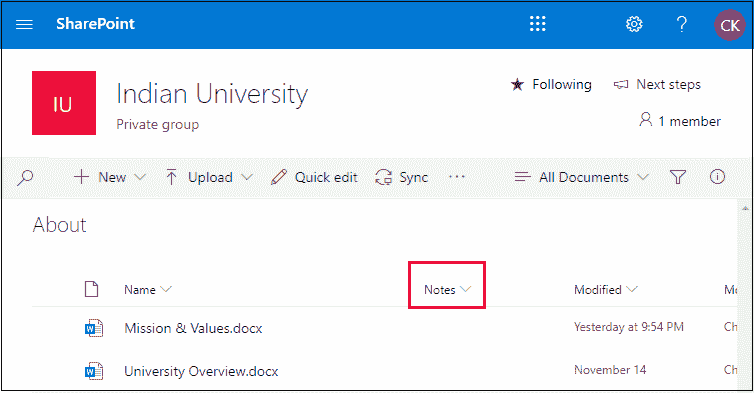 SharePoint
?
CK
IU
Indian University
Private group
Following
Next steps
1 member
New
Upload
Quick edit
Sync
...
All Documents
About
Name
Notes
Modified
Mo
Mission & Values.docx
Yesterday at 9:54 PM
Ch
University Overview.docx
November 14
Ch